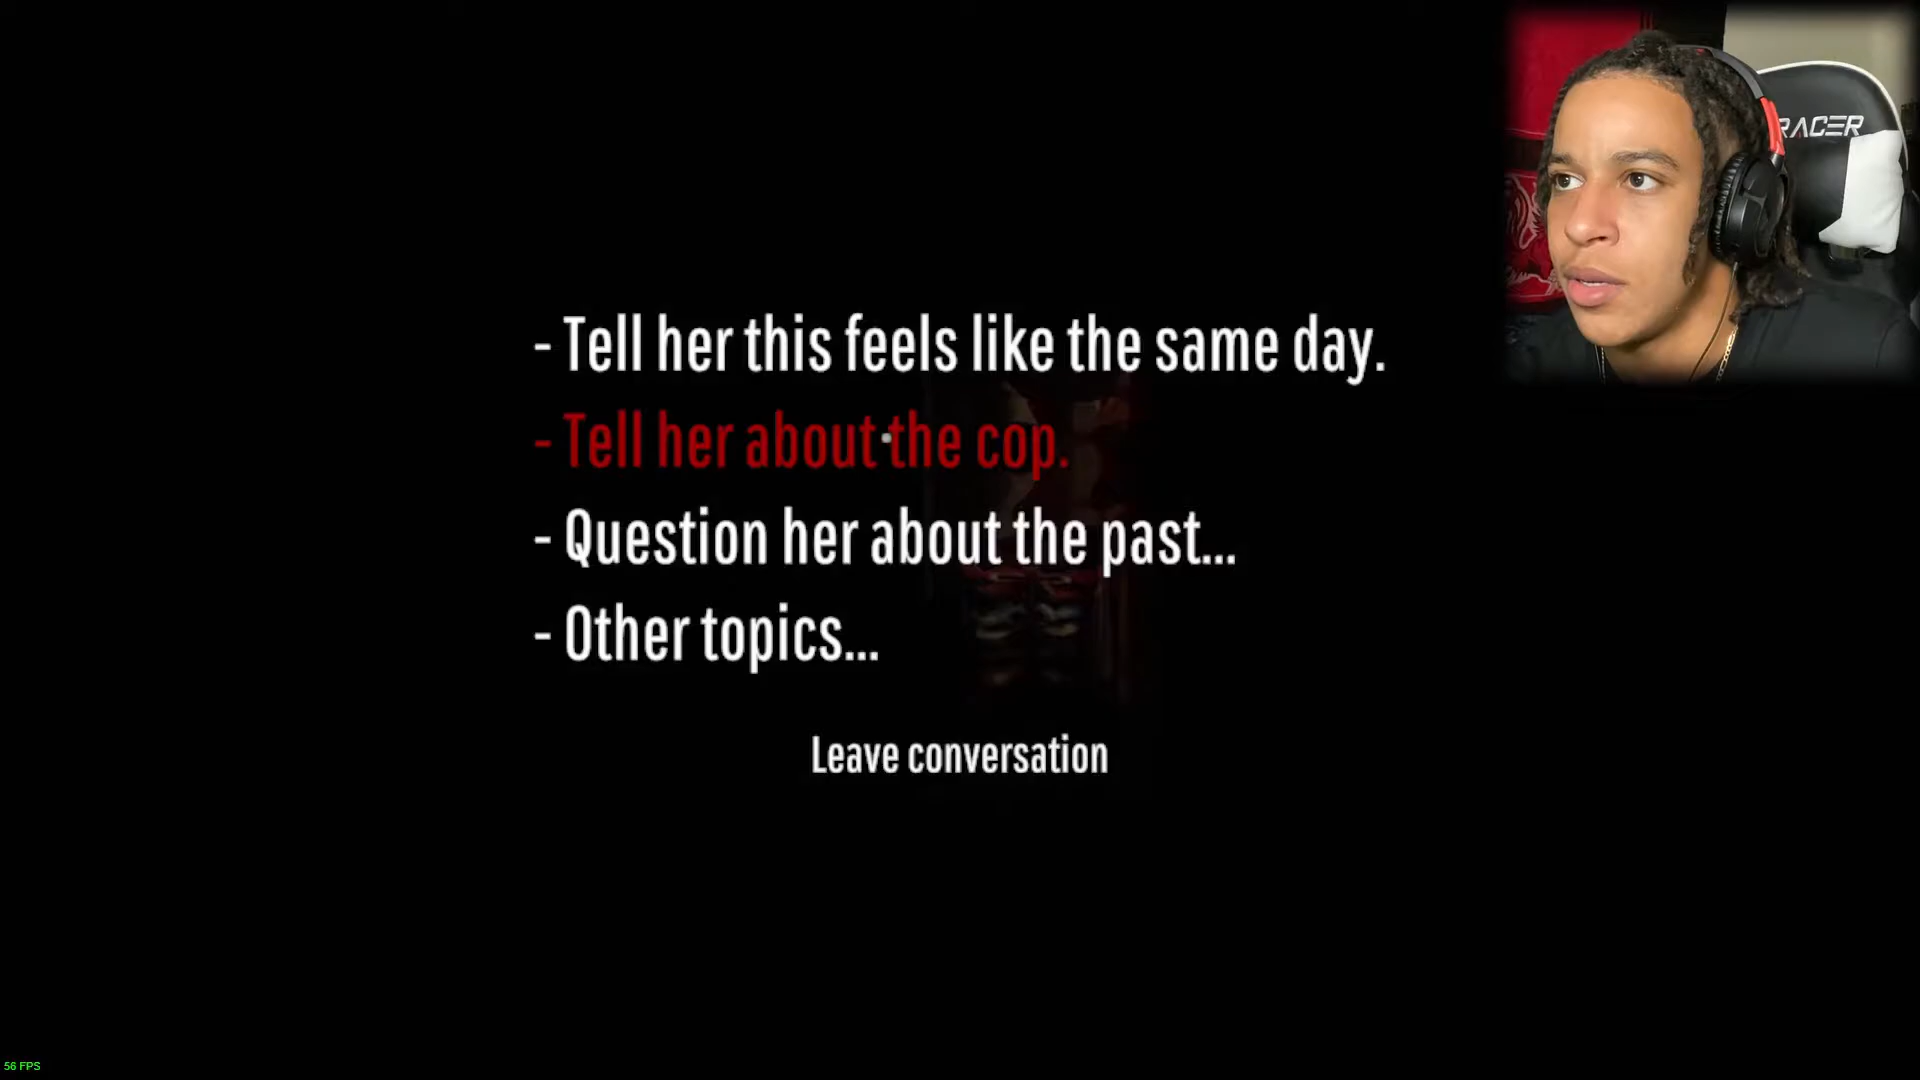 RACER
- Tell her this feels like the same day.
- Tell her about the cop.
- Question her about the past...
- Other topics...
Leave conversation
56 FPS